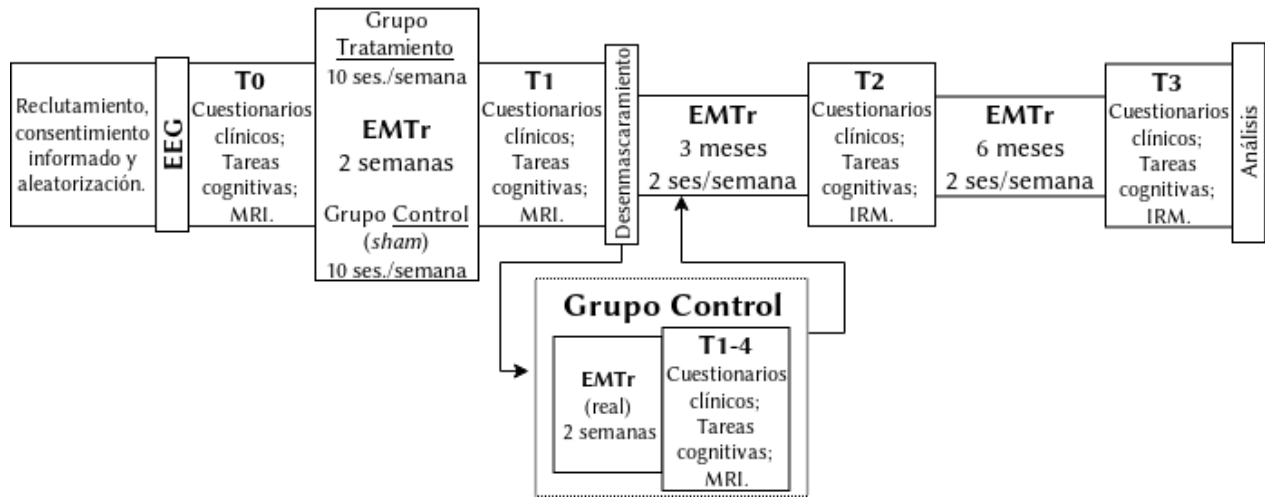 Reclutamiento,
consentimiento
informado y
aleatorización.
EEG
T0
Cuestionarios
clínicos;
Tareas
cognitivas;
MRI.
Grupo
Tratamiento
10 ses./semana
EMTr
2 semanas
Grupo Control
(sham)
10 ses./semana
T1
Cuestionarios
clínicos;
Tareas
cognitivas;
MRI.
Desenmascaramiento
EMTr
3 meses
2 ses/semana
T2
Cuestionarios
clínicos;
Tareas
cognitivas;
IRM.
EMTr
6 meses
2 ses/semana
T3
Cuestionarios
clínicos;
Tareas
cognitivas;
IRM.
Análisis
Grupo Control
EMTr
(real)
2 semanas
T1-4
Cuestionarios
clínicos;
Tareas
cognitivas;
MRI.